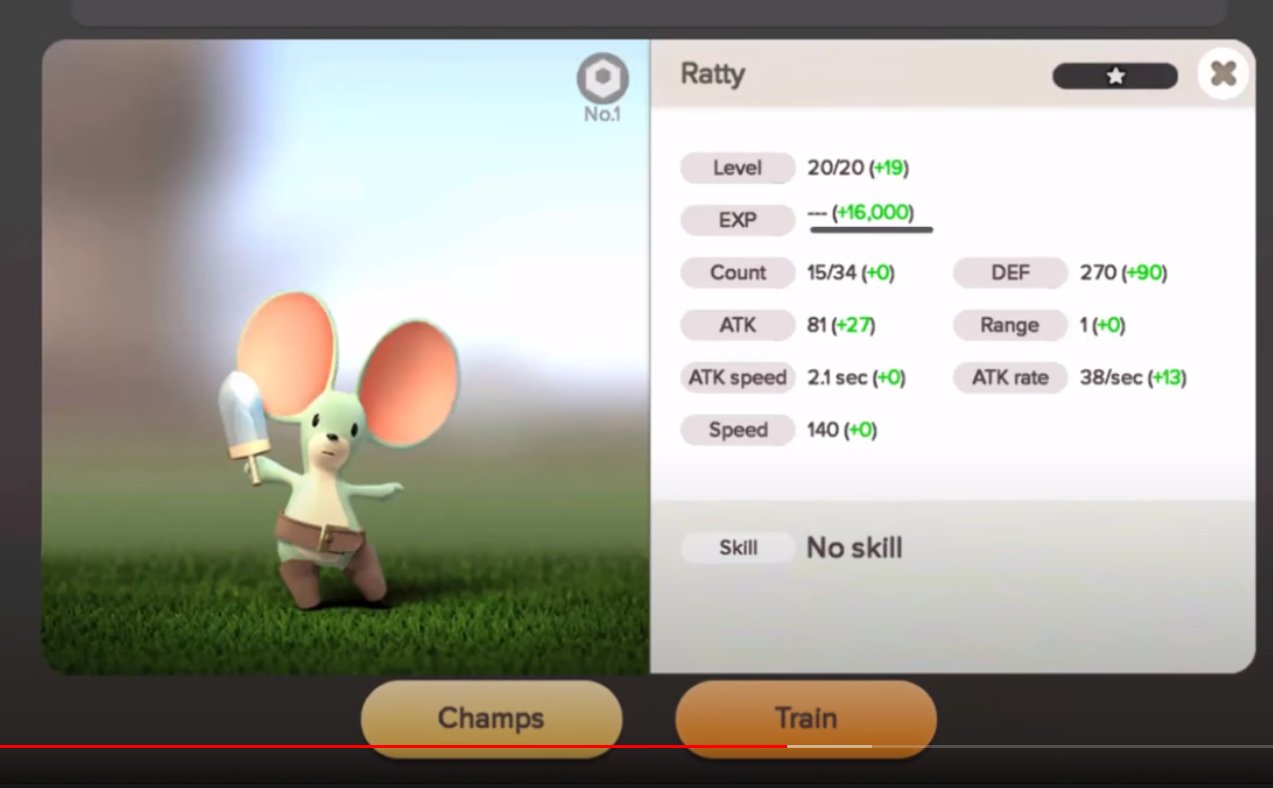 No.1
Ratty
Level 20/20 (+19)
EXP --- (+16,000)
Count 15/34 (+0) DEF 270 (+90)
ATK 81 (+27) Range 1 (+0)
ATK speed 2.1 sec (+0) ATK rate 38/sec (+13)
Speed 140 (+0)
Skill No skill
Champs Train